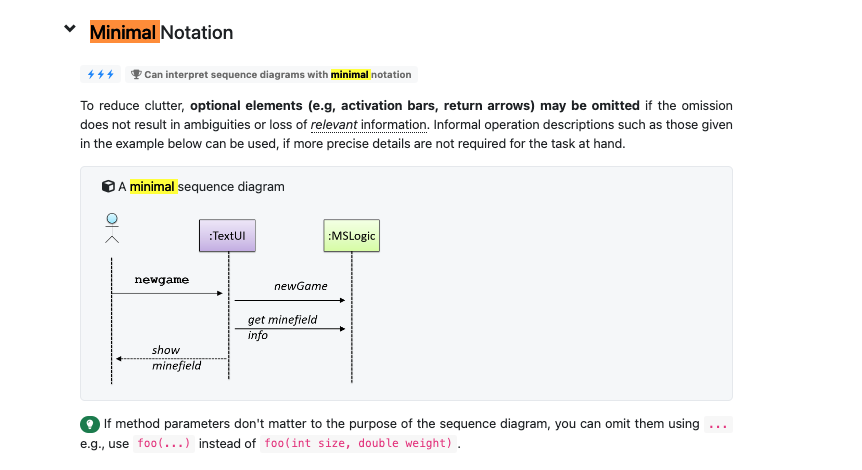 Minimal Notation
Can interpret sequence diagrams with minimal notation
To reduce clutter, optional elements (e.g, activation bars, return arrows) may be omitted if the omission
does not result in ambiguities or loss of relevant information. Informal operation descriptions such as those given
in the example below can be used, if more precise details are not required for the task at hand.
A minimal sequence diagram
:TextUI
:MSLogic
newgame
newGame
get minefield
info
show
minefield
If method parameters don't matter to the purpose of the sequence diagram, you can omit them using ...
e.g., use foo(...) instead of foo(int size, double weight) .